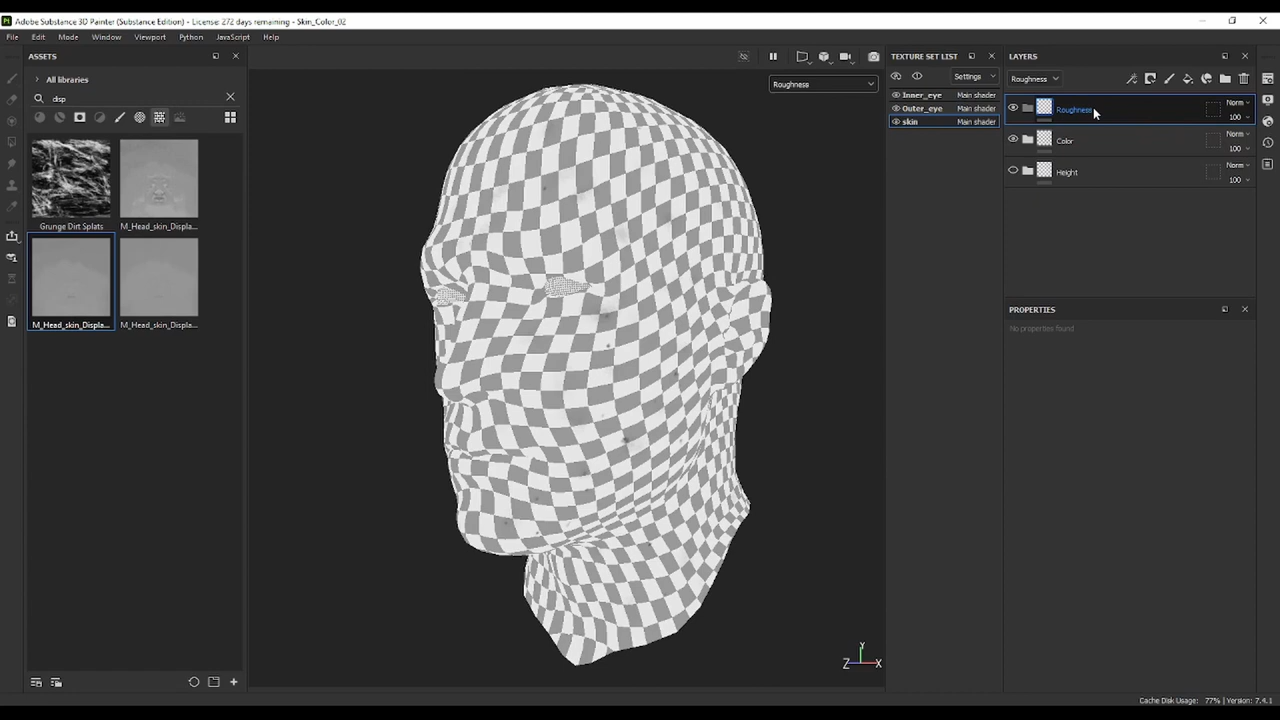 Adobe Substance 3D Painter (Substance Edition) - License: 272 days remaining - Skin_Color_02
File Edit Mode Window Viewport Python JavaScript Help
ASSETS
All libraries
disp
Grunge Dirt Splats
M_Head_skin_Displa...
M_Head_skin_Displa...
M_Head_skin_Displa...
Roughness
Z Y X
TEXTURE SET LIST
Settings
Inner_eye Main shader
Outer_eye Main shader
skin Main shader
LAYERS
Roughness
Roughness Norm 100
Color Norm 100
Height Norm 100
PROPERTIES
No properties found
Cache Disk Usage: 77% | Version: 7.4.1